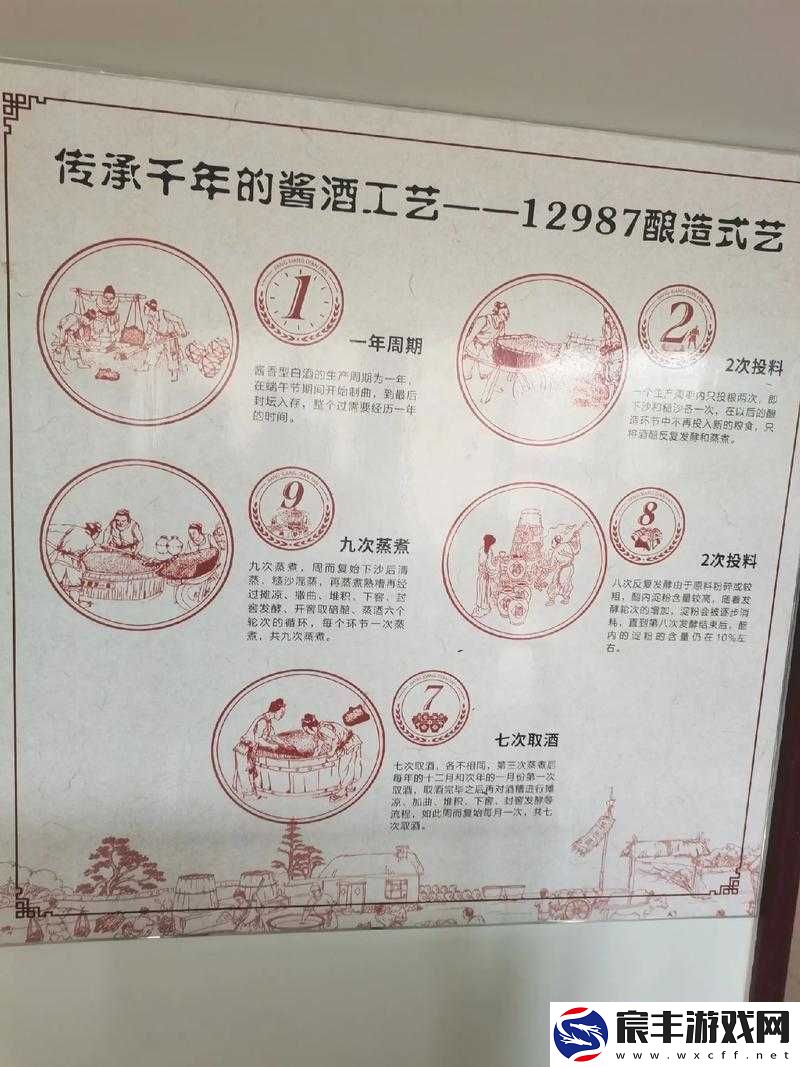 传承千年的酱酒工艺——12987酿造式艺
1
一年周期
酱香型白酒的生产周期为一年，
在端午节期间开始制曲，到最后
封坛入存，整个过需要经历一年
的时间。
2
2次投料
一个生产周期内只投粮两次，即
下沙和糙沙各一次，在以后的酿
造环节中不再投入新的粮食，只
将酒醅反复发酵和蒸煮。
9
九次蒸煮
九次蒸煮，周而复始下沙后清
蒸，糙沙混蒸，再蒸煮熟糟再经
过摊凉、撒曲、堆积、下窖、封
窖发酵、开窖取醅酿、蒸酒六个
轮次的循环，每个环节一次蒸
煮，共九次蒸煮。
8
2次投料
八次反复发酵由于原料粉碎或较
粗，醅内淀粉含量较高，随着发
酵轮次的增加，淀粉会被逐步消
耗，直到第八次发酵结束后，醅
内的淀粉的含量仍在10%左
右。
7
七次取酒
七次取酒，各不相同，第三次蒸煮后
每年的十二月和次年的一月份第一次
取酒，取酒完毕之后再对酒糟进行摊
凉、加曲、堆积、下窖、封窖发酵等
流程，如此周而复始每月一次，共七
次取酒。
宸丰游戏网
www.wxcff.net